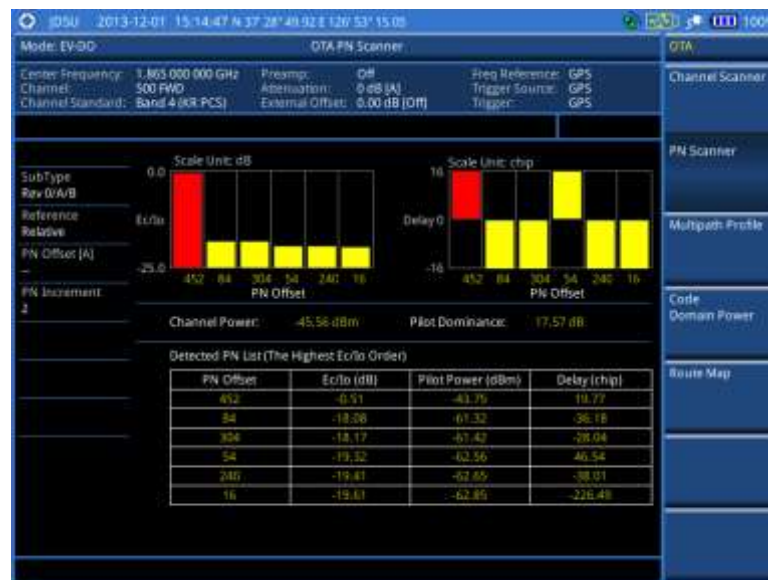 JDSU 2013-12-01 15:14:47 N 37 28' 49.92 E 126' 53' 15.05 100%
Mode: EV-DO OTA PN Scanner OTA
Center Frequency: 1.865 000 000 GHz Preamp: Off Freq Reference: GPS
Channel: 500 FWD Attenuation: 0 dB [A] Trigger Source: GPS
Channel Standard: Band 4 (KR PCS) External Offset: 0.00 dB [Off] Trigger: GPS
Channel Scanner
PN Scanner
Multipath Profile
Code
Domain Power
Route Map
SubType
Rev 0/A/B
Reference
Relative
PN Offset [A]
--
PN Increment
2
Scale Unit: dB
0.0
Ec/Io
-25.0
452 84 304 54 240 16
PN Offset
Scale Unit: chip
16
Delay 0
-16
452 84 304 54 240 16
PN Offset
Channel Power: -45.56 dBm Pilot Dominance: 17.57 dB
Detected PN List (The Highest Ec/Io Order)
PN Offset Ec/Io (dB) Pilot Power (dBm) Delay (chip)
452 -0.51 -43.75 19.77
84 -18.08 -61.32 -36.18
304 -18.17 -61.42 -28.04
54 -19.32 -62.56 46.54
240 -19.41 -62.65 -38.01
16 -19.61 -62.85 -226.48